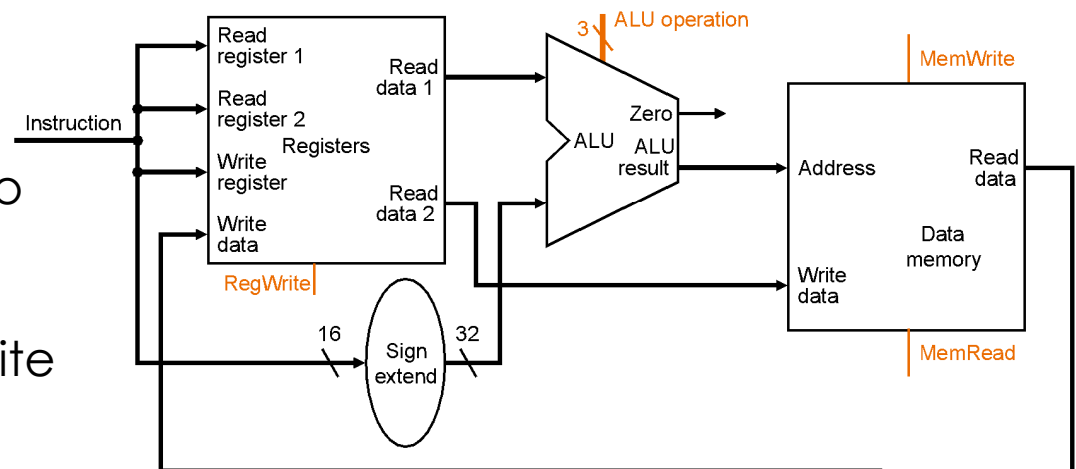 Read
register 1
Read
register 2
Registers
Write
register
Write
data
Read
data 1
Read
data 2
Instruction
RegWrite
16
Sign
extend
32
3
ALU operation
Zero
ALU
ALU
result
MemWrite
Address
Read
data
Data
memory
Write
data
MemRead